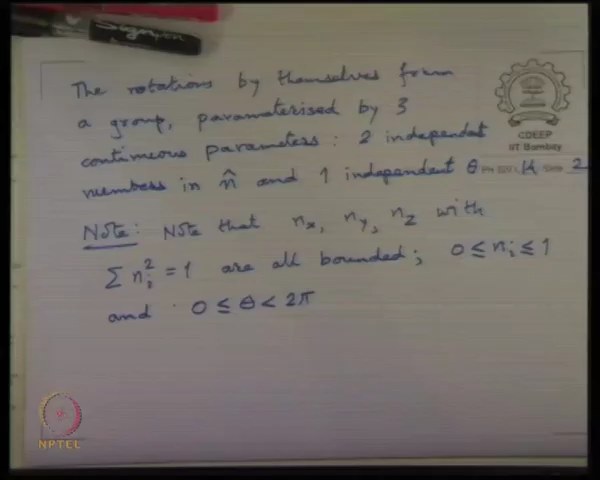 The rotations by themselves form
a group, parameterised by 3
continuous parameters : 2 independent
numbers in n̂ and 1 independent θ
Note: Note that nx, ny, nz with
∑ ni² = 1 are all bounded; 0 ≤ ni ≤ 1
and 0 ≤ θ < 2π
CDEEP
IIT Bombay
NPTEL